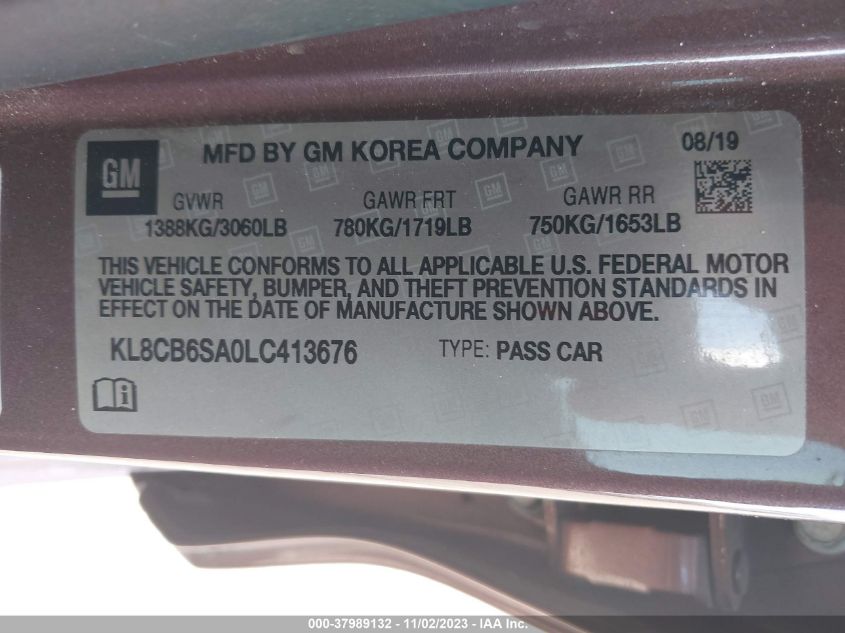 GM
MFD BY GM KOREA COMPANY
08/19
GVWR GAWR FRT GAWR RR
1388KG/3060LB 780KG/1719LB 750KG/1653LB
THIS VEHICLE CONFORMS TO ALL APPLICABLE U.S. FEDERAL MOTOR
VEHICLE SAFETY, BUMPER, AND THEFT PREVENTION STANDARDS IN
EFFECT ON THE DATE OF MANUFACTURE SHOWN ABOVE.
KL8CB6SA0LC413676 TYPE: PASS CAR
000-37989132 - 11/02/2023 - IAA Inc.